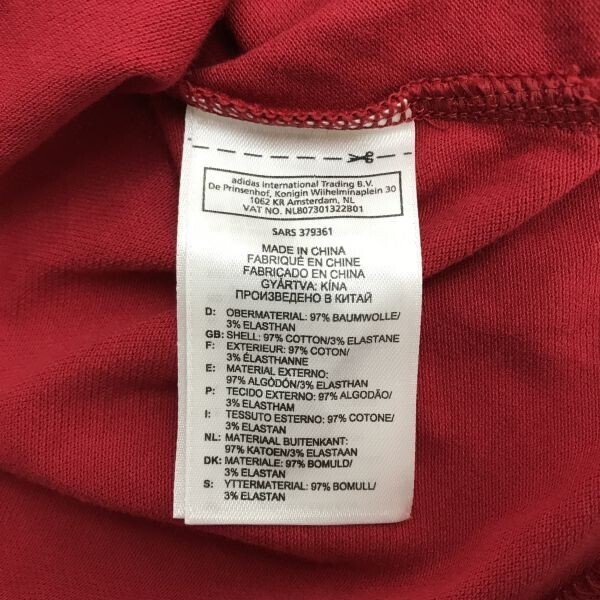 adidas International Trading B.V.
De Prinsenhof, Konigin Wilhelminaplein 30
1062 KR Amsterdam, NL
VAT NO. NL807301322B01
SARS 379361
MADE IN CHINA
FABRIQUÉ EN CHINE
FABRICADO EN CHINA
GYÁRTVA: KÍNA
ПРОИЗВЕДЕНО В КИТАЙ
D: OBERMATERIAL: 97% BAUMWOLLE/
3% ELASTHAN
GB: SHELL: 97% COTTON/3% ELASTANE
F: EXTERIEUR: 97% COTON/
3% ÉLASTHANNE
E: MATERIAL EXTERNO:
97% ALGÓDÓN/3% ELASTHAN
P: TECIDO EXTERNO: 97% ALGODÃO/
3% ELASTHAM
I: TESSUTO ESTERNO: 97% COTONE/
3% ELASTAN
NL: MATERIAAL BUITENKANT:
97% KATOEN/3% ELASTAAN
DK: MATERIALE: 97% BOMULD/
3% ELASTAN
S: YTTERMATERIAL: 97% BOMULL/
3% ELASTAN